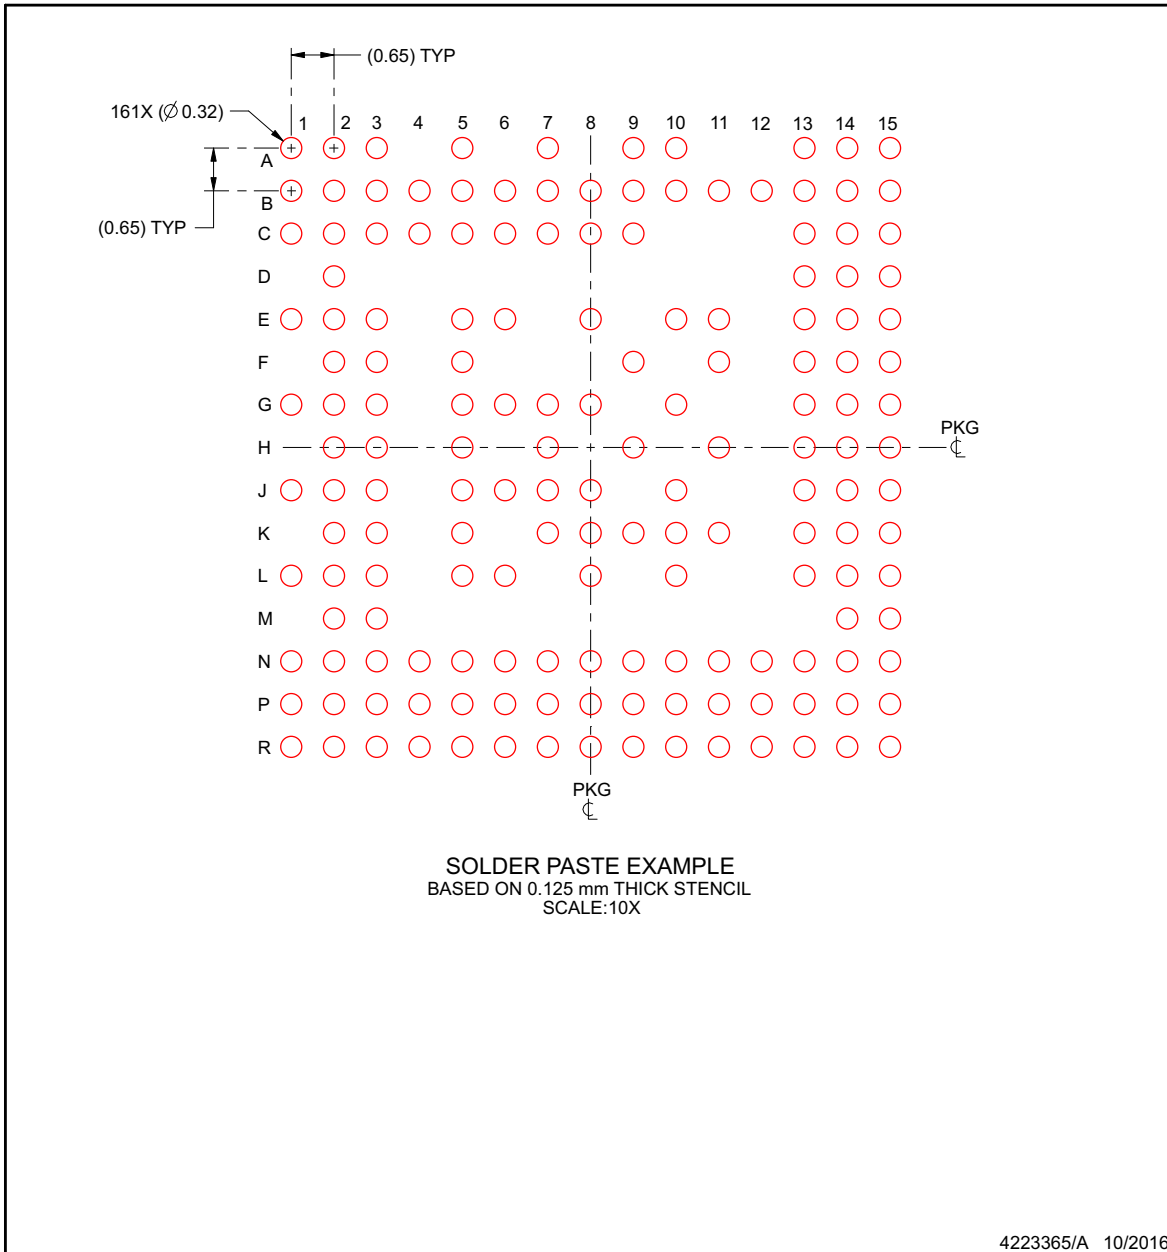 (0.65) TYP
161X (∅ 0.32)
1 2 3 4 5 6 7 8 9 10 11 12 13 14 15
A
B
(0.65) TYP
C
D
E
F
G
H
PKG
℄
J
K
L
M
N
P
R
PKG
℄
SOLDER PASTE EXAMPLE
BASED ON 0.125 mm THICK STENCIL
SCALE:10X
4223365/A 10/2016